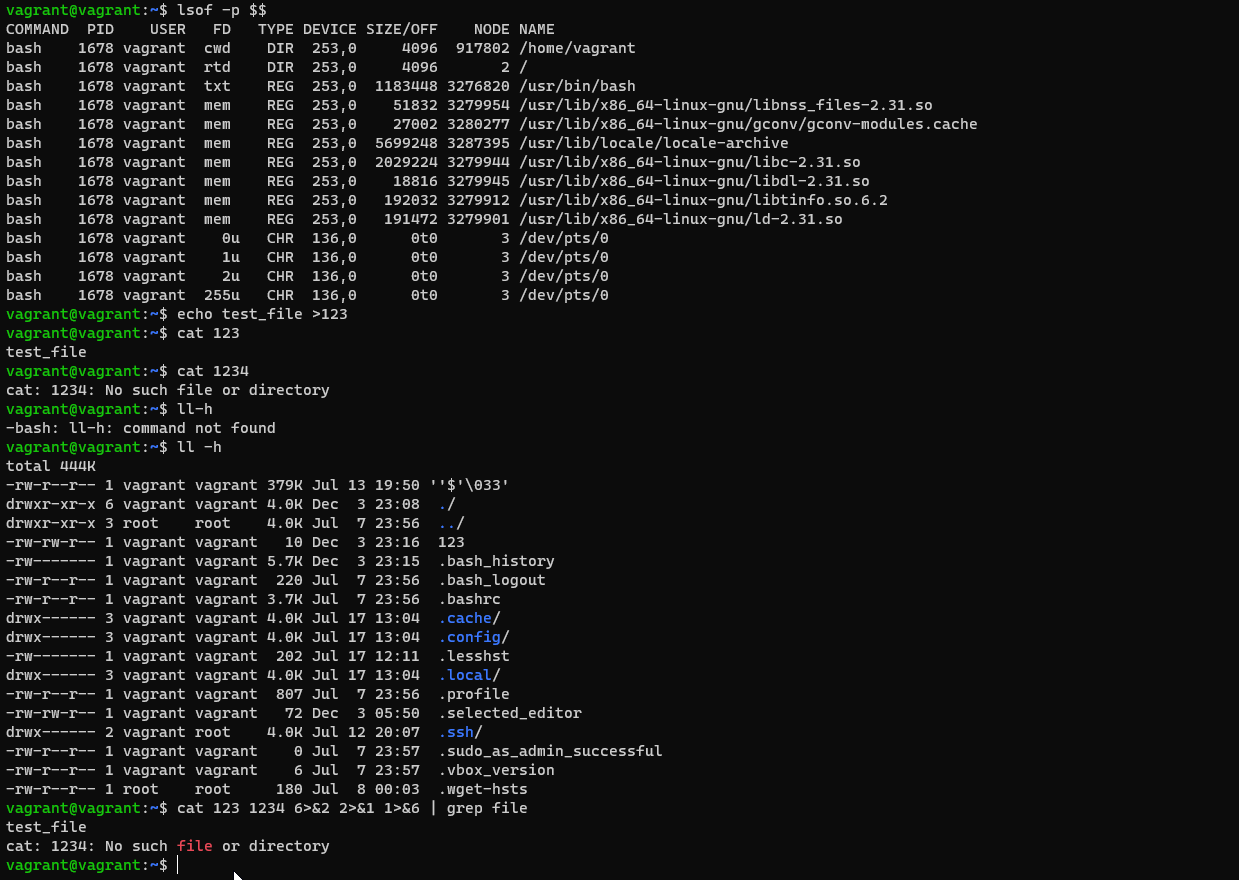 vagrant@vagrant:~$ lsof -p $$
COMMAND  PID    USER   FD   TYPE DEVICE SIZE/OFF    NODE NAME
bash    1678 vagrant  cwd    DIR  253,0     4096  917802 /home/vagrant
bash    1678 vagrant  rtd    DIR  253,0     4096       2 /
bash    1678 vagrant  txt    REG  253,0  1183448 3276820 /usr/bin/bash
bash    1678 vagrant  mem    REG  253,0    51832 3279954 /usr/lib/x86_64-linux-gnu/libnss_files-2.31.so
bash    1678 vagrant  mem    REG  253,0    27002 3280277 /usr/lib/x86_64-linux-gnu/gconv/gconv-modules.cache
bash    1678 vagrant  mem    REG  253,0  5699248 3287395 /usr/lib/locale/locale-archive
bash    1678 vagrant  mem    REG  253,0  2029224 3279944 /usr/lib/x86_64-linux-gnu/libc-2.31.so
bash    1678 vagrant  mem    REG  253,0    18816 3279945 /usr/lib/x86_64-linux-gnu/libdl-2.31.so
bash    1678 vagrant  mem    REG  253,0   192032 3279912 /usr/lib/x86_64-linux-gnu/libtinfo.so.6.2
bash    1678 vagrant  mem    REG  253,0   191472 3279901 /usr/lib/x86_64-linux-gnu/ld-2.31.so
bash    1678 vagrant    0u   CHR  136,0      0t0       3 /dev/pts/0
bash    1678 vagrant    1u   CHR  136,0      0t0       3 /dev/pts/0
bash    1678 vagrant    2u   CHR  136,0      0t0       3 /dev/pts/0
bash    1678 vagrant  255u   CHR  136,0      0t0       3 /dev/pts/0
vagrant@vagrant:~$ echo test_file >123
vagrant@vagrant:~$ cat 123
test_file
vagrant@vagrant:~$ cat 1234
cat: 1234: No such file or directory
vagrant@vagrant:~$ ll-h
-bash: ll-h: command not found
vagrant@vagrant:~$ ll -h
total 444K
-rw-r--r-- 1 vagrant vagrant 379K Jul 13 19:50 ''$'\033'
drwxr-xr-x 6 vagrant vagrant 4.0K Dec  3 23:08  ./
drwxr-xr-x 3 root    root    4.0K Jul  7 23:56  ../
-rw-rw-r-- 1 vagrant vagrant   10 Dec  3 23:16  123
-rw------- 1 vagrant vagrant 5.7K Dec  3 23:15  .bash_history
-rw-r--r-- 1 vagrant vagrant  220 Jul  7 23:56  .bash_logout
-rw-r--r-- 1 vagrant vagrant 3.7K Jul  7 23:56  .bashrc
drwx------ 3 vagrant vagrant 4.0K Jul 17 13:04  .cache/
drwx------ 3 vagrant vagrant 4.0K Jul 17 13:04  .config/
-rw------- 1 vagrant vagrant  202 Jul 17 12:11  .lesshst
drwx------ 3 vagrant vagrant 4.0K Jul 17 13:04  .local/
-rw-r--r-- 1 vagrant vagrant  807 Jul  7 23:56  .profile
-rw-rw-r-- 1 vagrant vagrant   72 Dec  3 05:50  .selected_editor
drwx------ 2 vagrant root    4.0K Jul 12 20:07  .ssh/
-rw-r--r-- 1 vagrant vagrant    0 Jul  7 23:57  .sudo_as_admin_successful
-rw-r--r-- 1 vagrant vagrant    6 Jul  7 23:57  .vbox_version
-rw-r--r-- 1 root    root     180 Jul  8 00:03  .wget-hsts
vagrant@vagrant:~$ cat 123 1234 6>&2 2>&1 1>&6 | grep file
test_file
cat: 1234: No such file or directory
vagrant@vagrant:~$